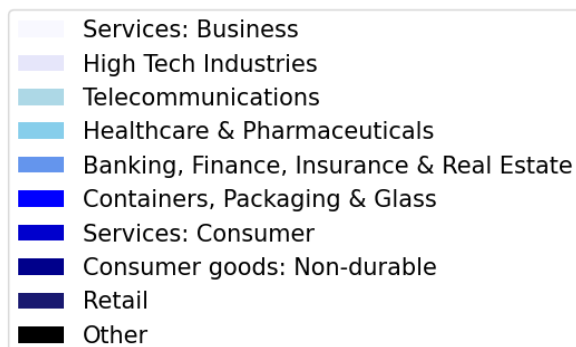 Services: Business
High Tech Industries
Telecommunications
Healthcare & Pharmaceuticals
Banking, Finance, Insurance & Real Estate
Containers, Packaging & Glass
Services: Consumer
Consumer goods: Non-durable
Retail
Other